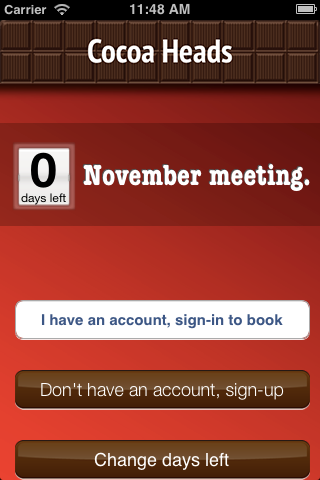 Carrier 11:48 AM
Cocoa Heads
0
days left
November meeting.
I have an account, sign-in to book
Don't have an account, sign-up
Change days left